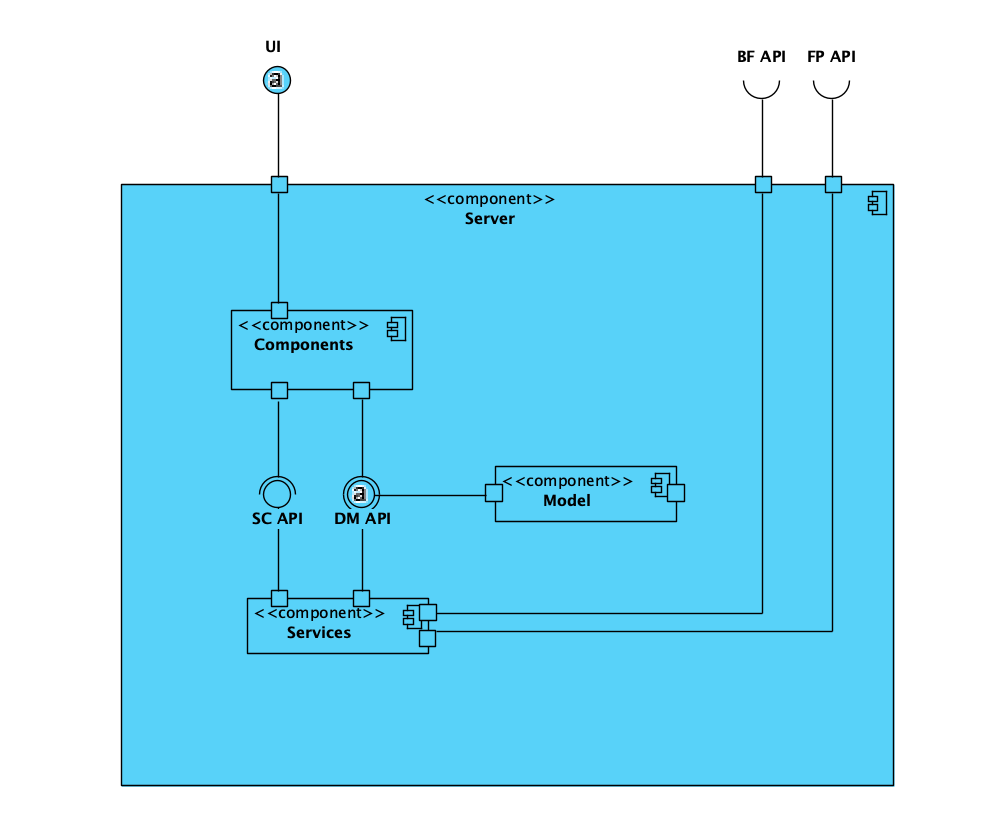 UI
a
BF API
FP API
<<component>>
Server
<<component>>
Components
SC API
a
DM API
<<component>>
Model
<<component>>
Services